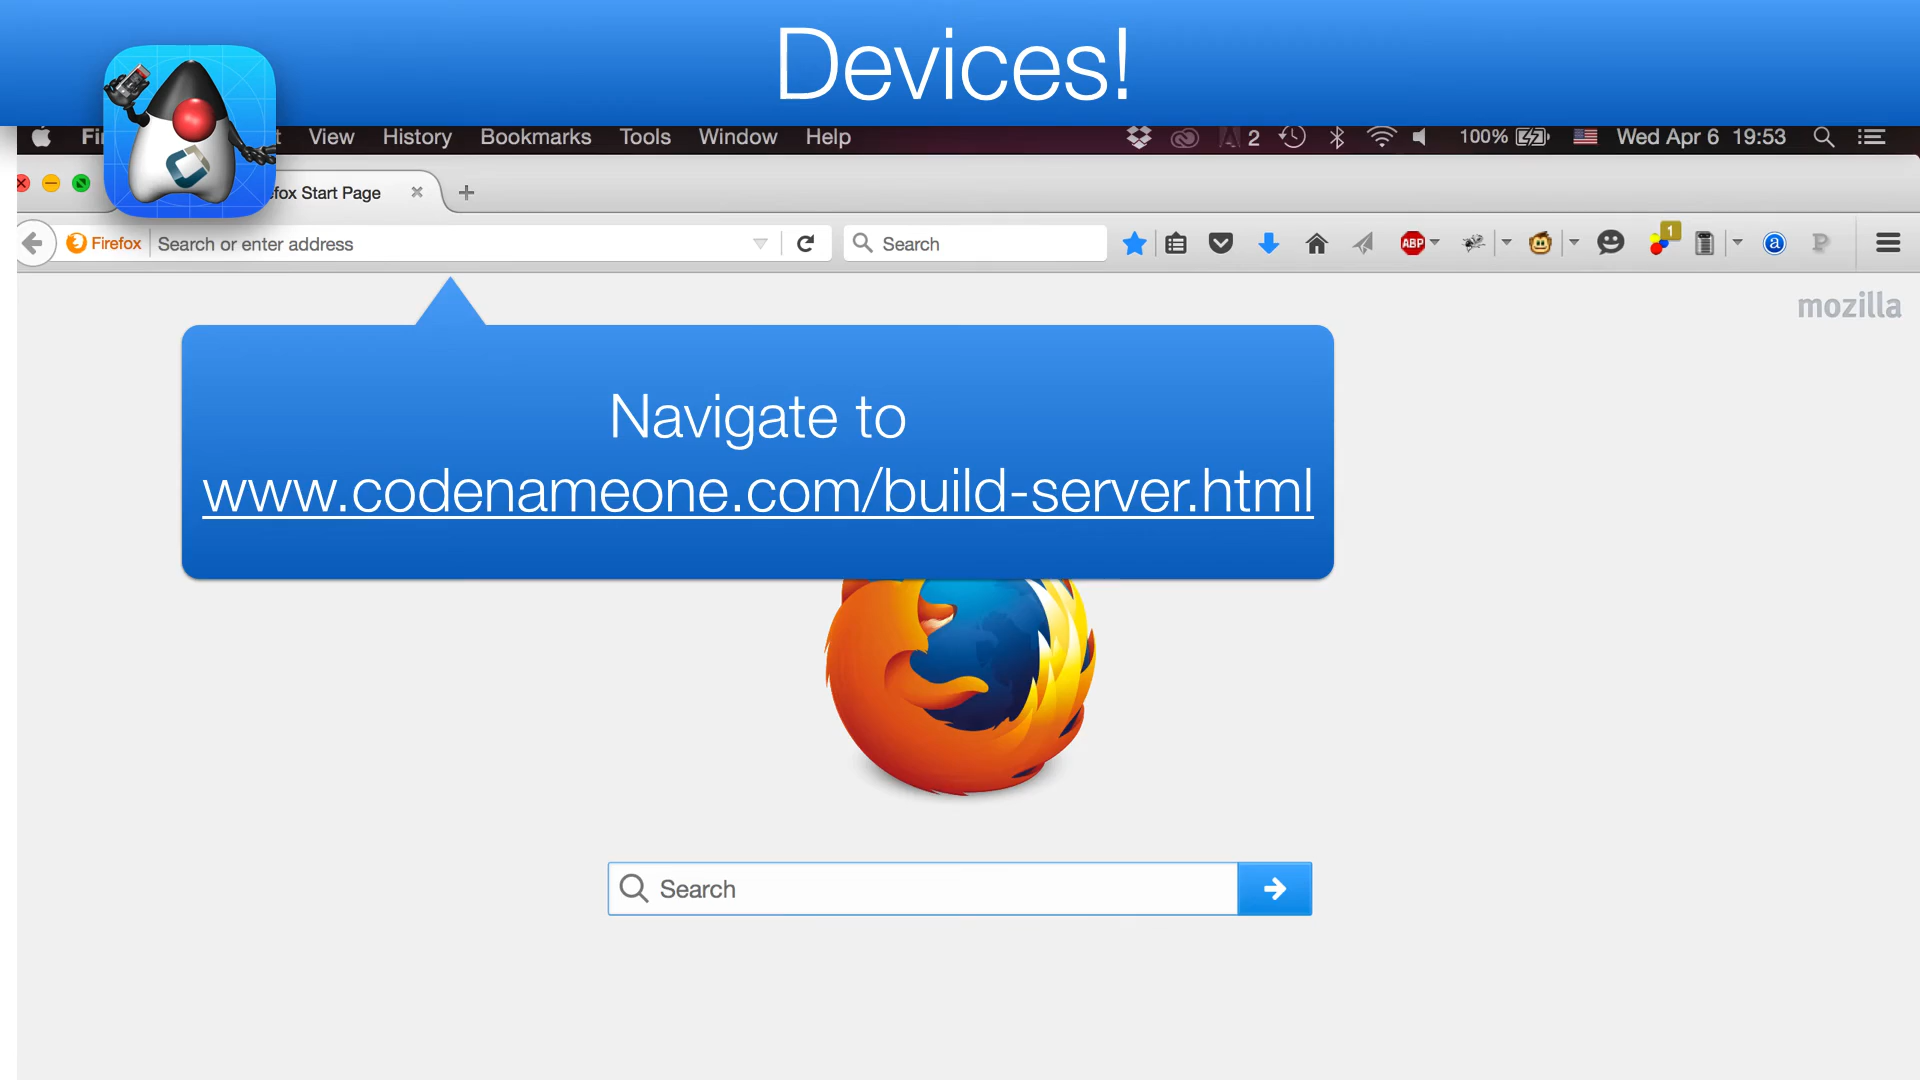 Devices!
View History Bookmarks Tools Window Help 2 100% Wed Apr 6 19:53
fox Start Page
Firefox Search or enter address Search ABP 1 a P
mozilla
Navigate to
www.codenameone.com/build-server.html
Search